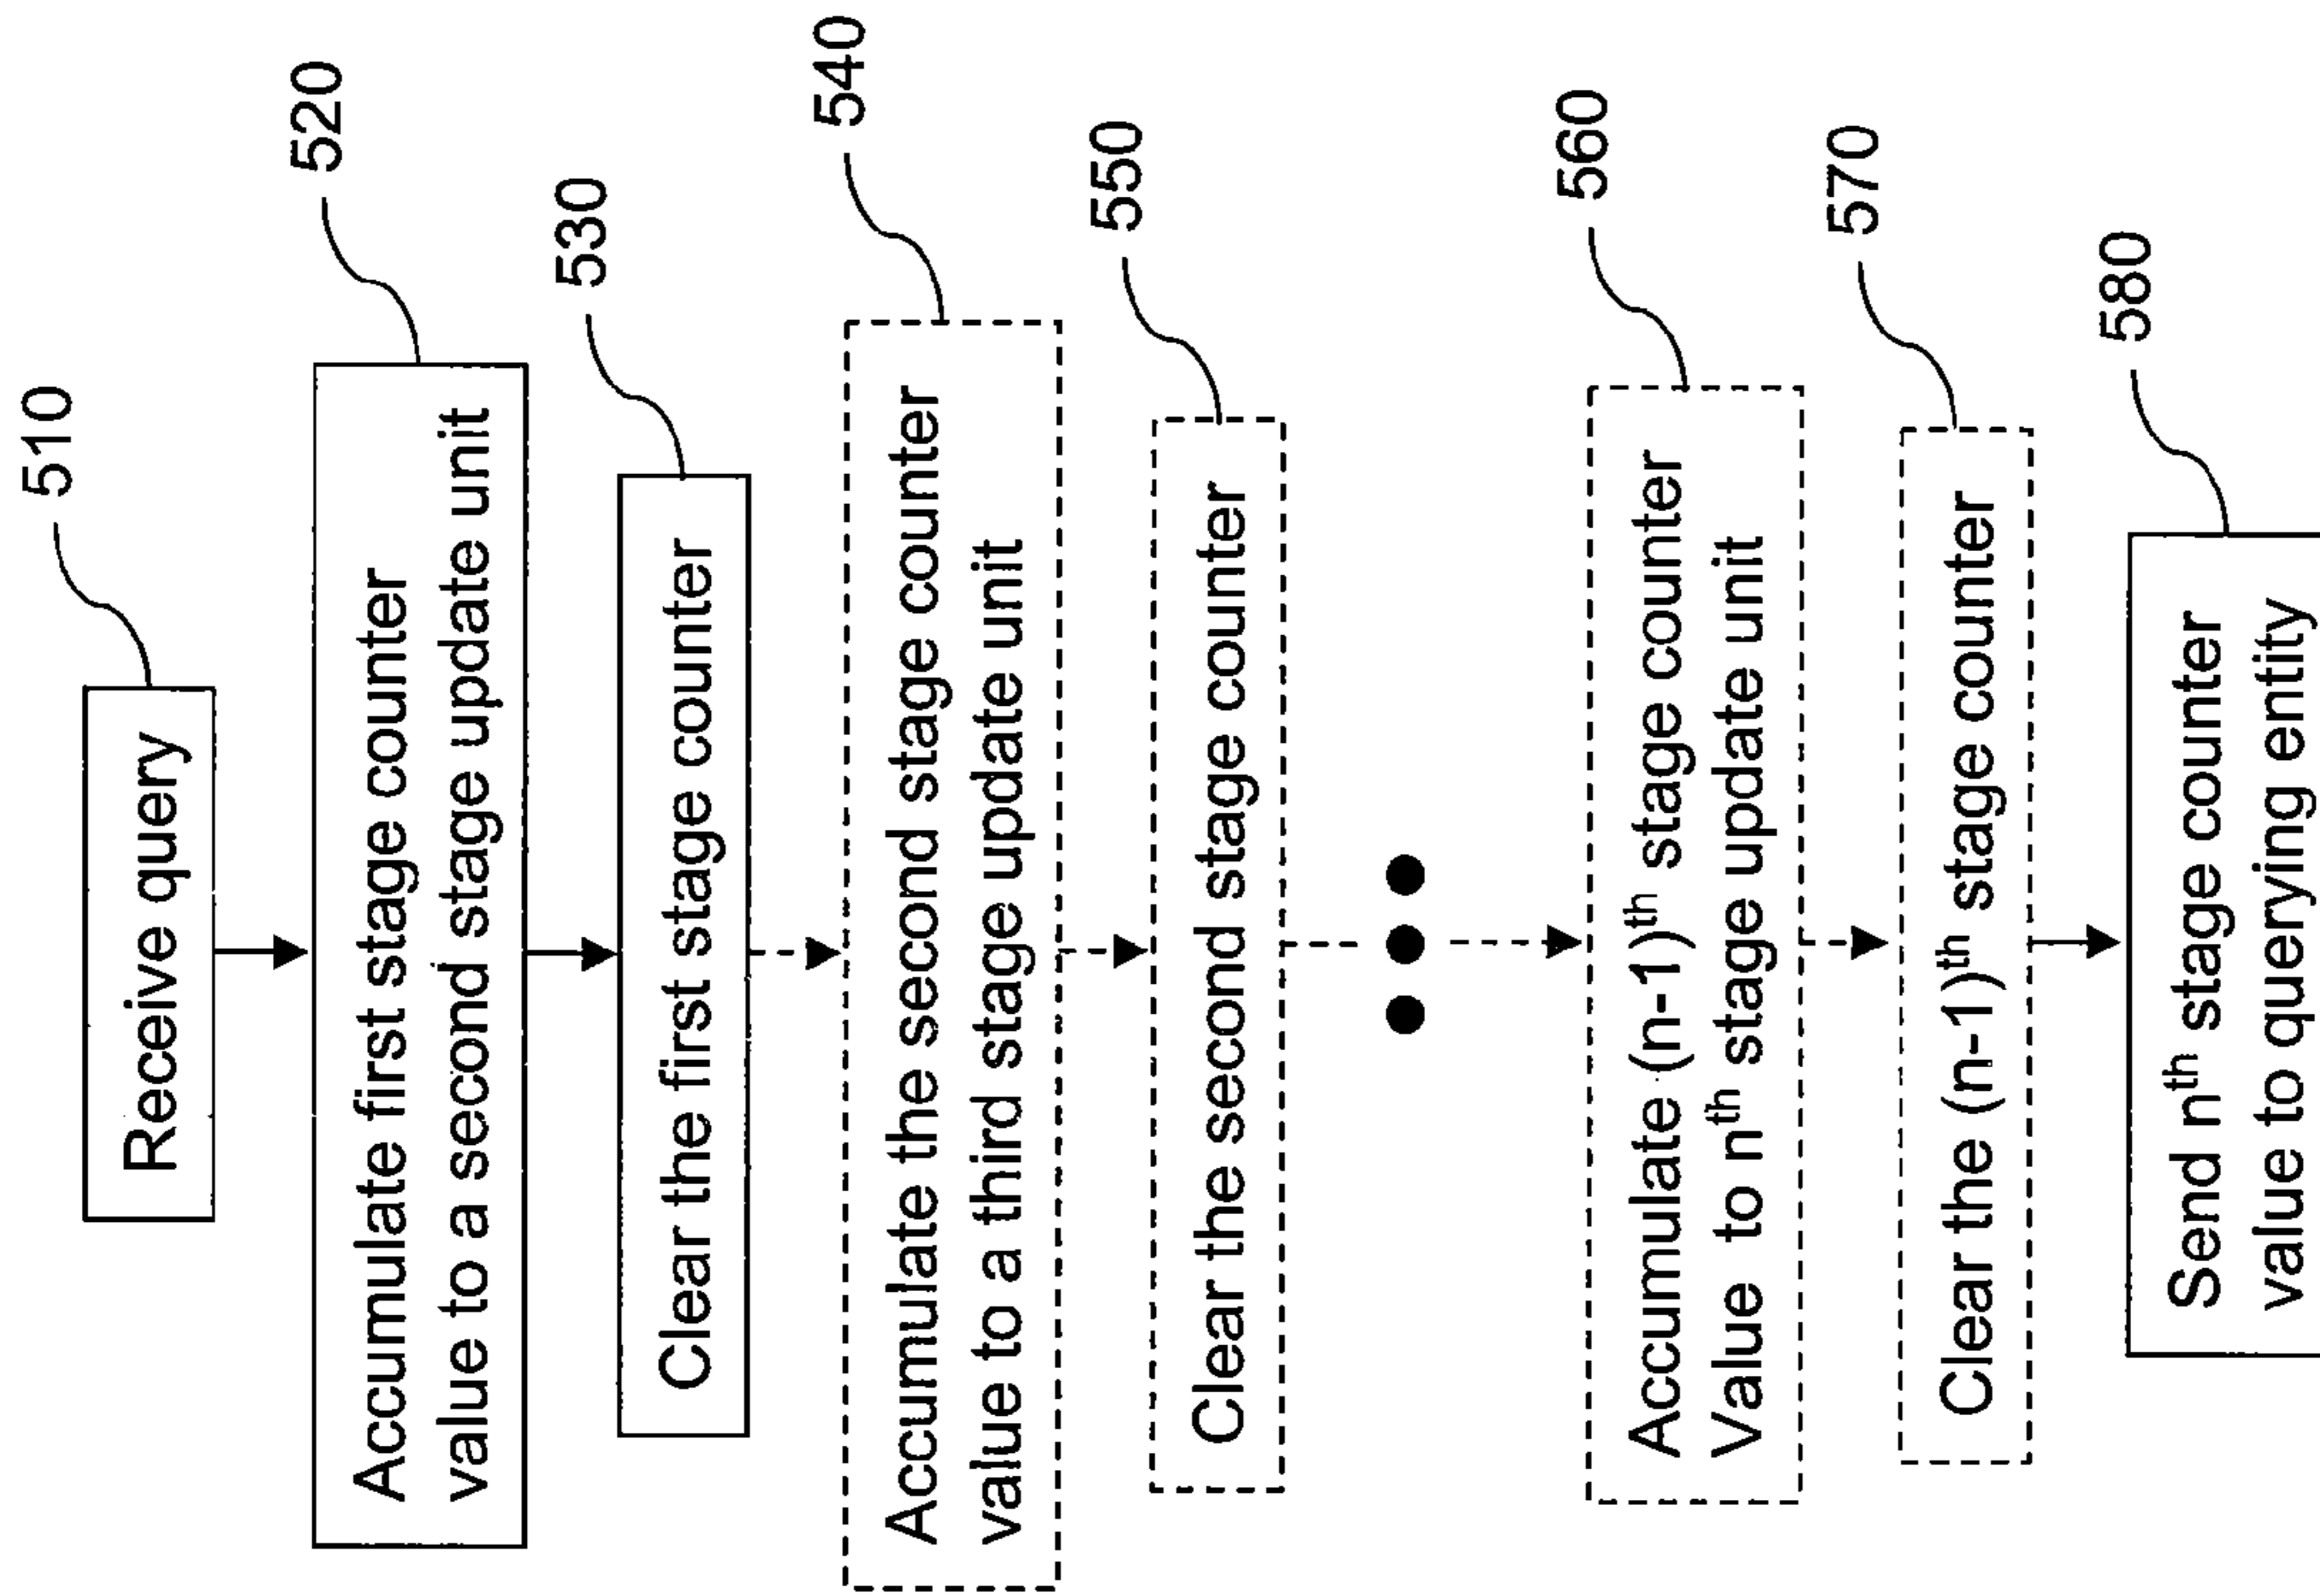 510
Receive query
520
Accumulate first stage counter
value to a second stage update unit
530
Clear the first stage counter
540
Accumulate the second stage counter
value to a third stage update unit
550
Clear the second stage counter
560
Accumulate (n-1)th stage counter
Value to nth stage update unit
570
Clear the (n-1)th stage counter
580
Send nth stage counter
value to querying entity